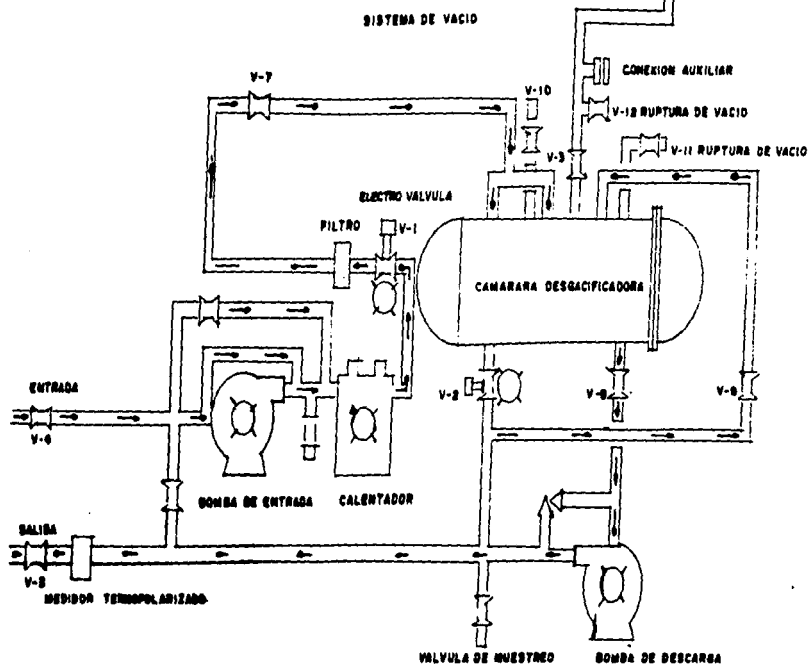 SISTEMA DE VACIO
CONEXION AUXILIAR
V-7
V-10
V-12 RUPTURA DE VACIO
V-3
V-11 RUPTURA DE VACIO
ELECTRO VALVULA
FILTRO
V-1
CAMARARA DESGACIFICADORA
ENTRADA
V-2
V-9
BOMBA DE ENTRADA
CALENTADOR
SALIDA
MEDIDOR TERMOPOLARIZADO
VALVULA DE MUESTREO
BOMBA DE DESCARGA